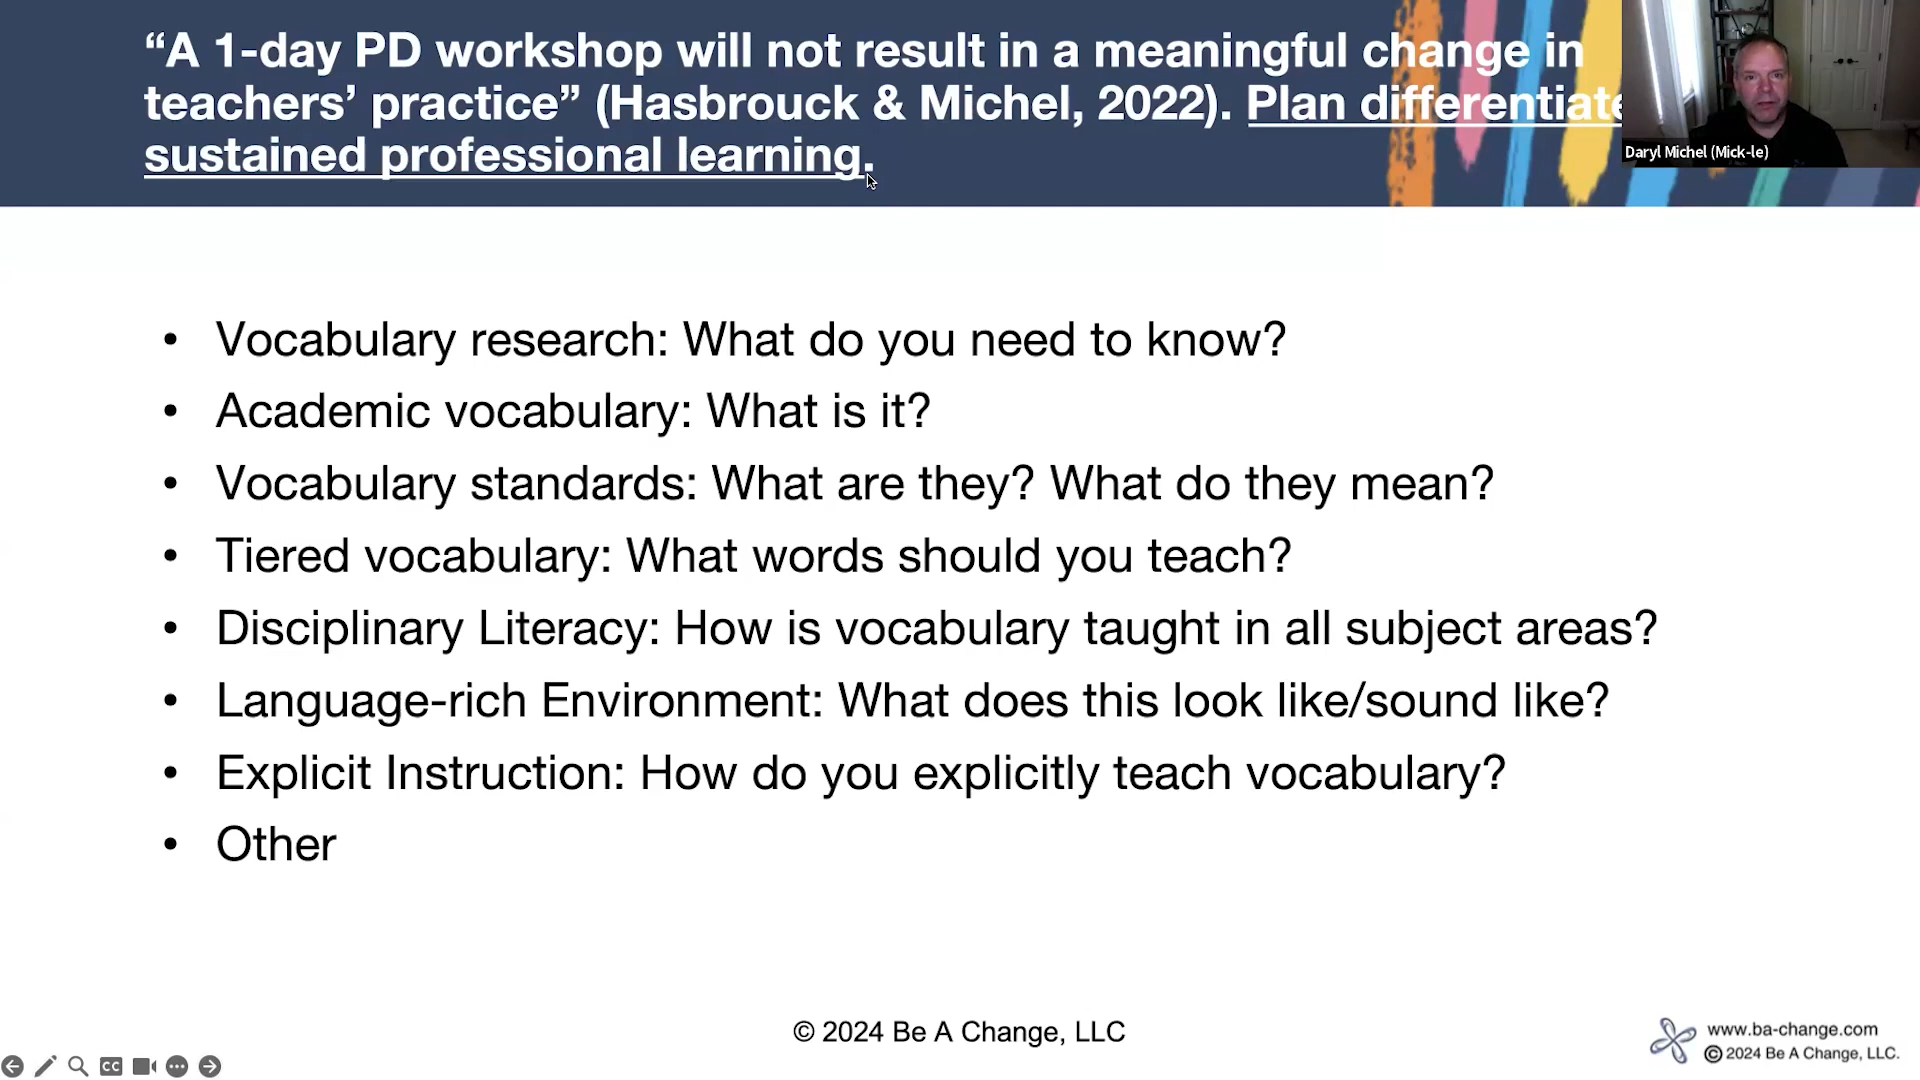 “A 1-day PD workshop will not result in a meaningful change in
teachers’ practice” (Hasbrouck & Michel, 2022). Plan differentiate
sustained professional learning.
Daryl Michel (Mick-le)
• Vocabulary research: What do you need to know?
• Academic vocabulary: What is it?
• Vocabulary standards: What are they? What do they mean?
• Tiered vocabulary: What words should you teach?
• Disciplinary Literacy: How is vocabulary taught in all subject areas?
• Language-rich Environment: What does this look like/sound like?
• Explicit Instruction: How do you explicitly teach vocabulary?
• Other
© 2024 Be A Change, LLC
www.ba-change.com
© 2024 Be A Change, LLC.
CC